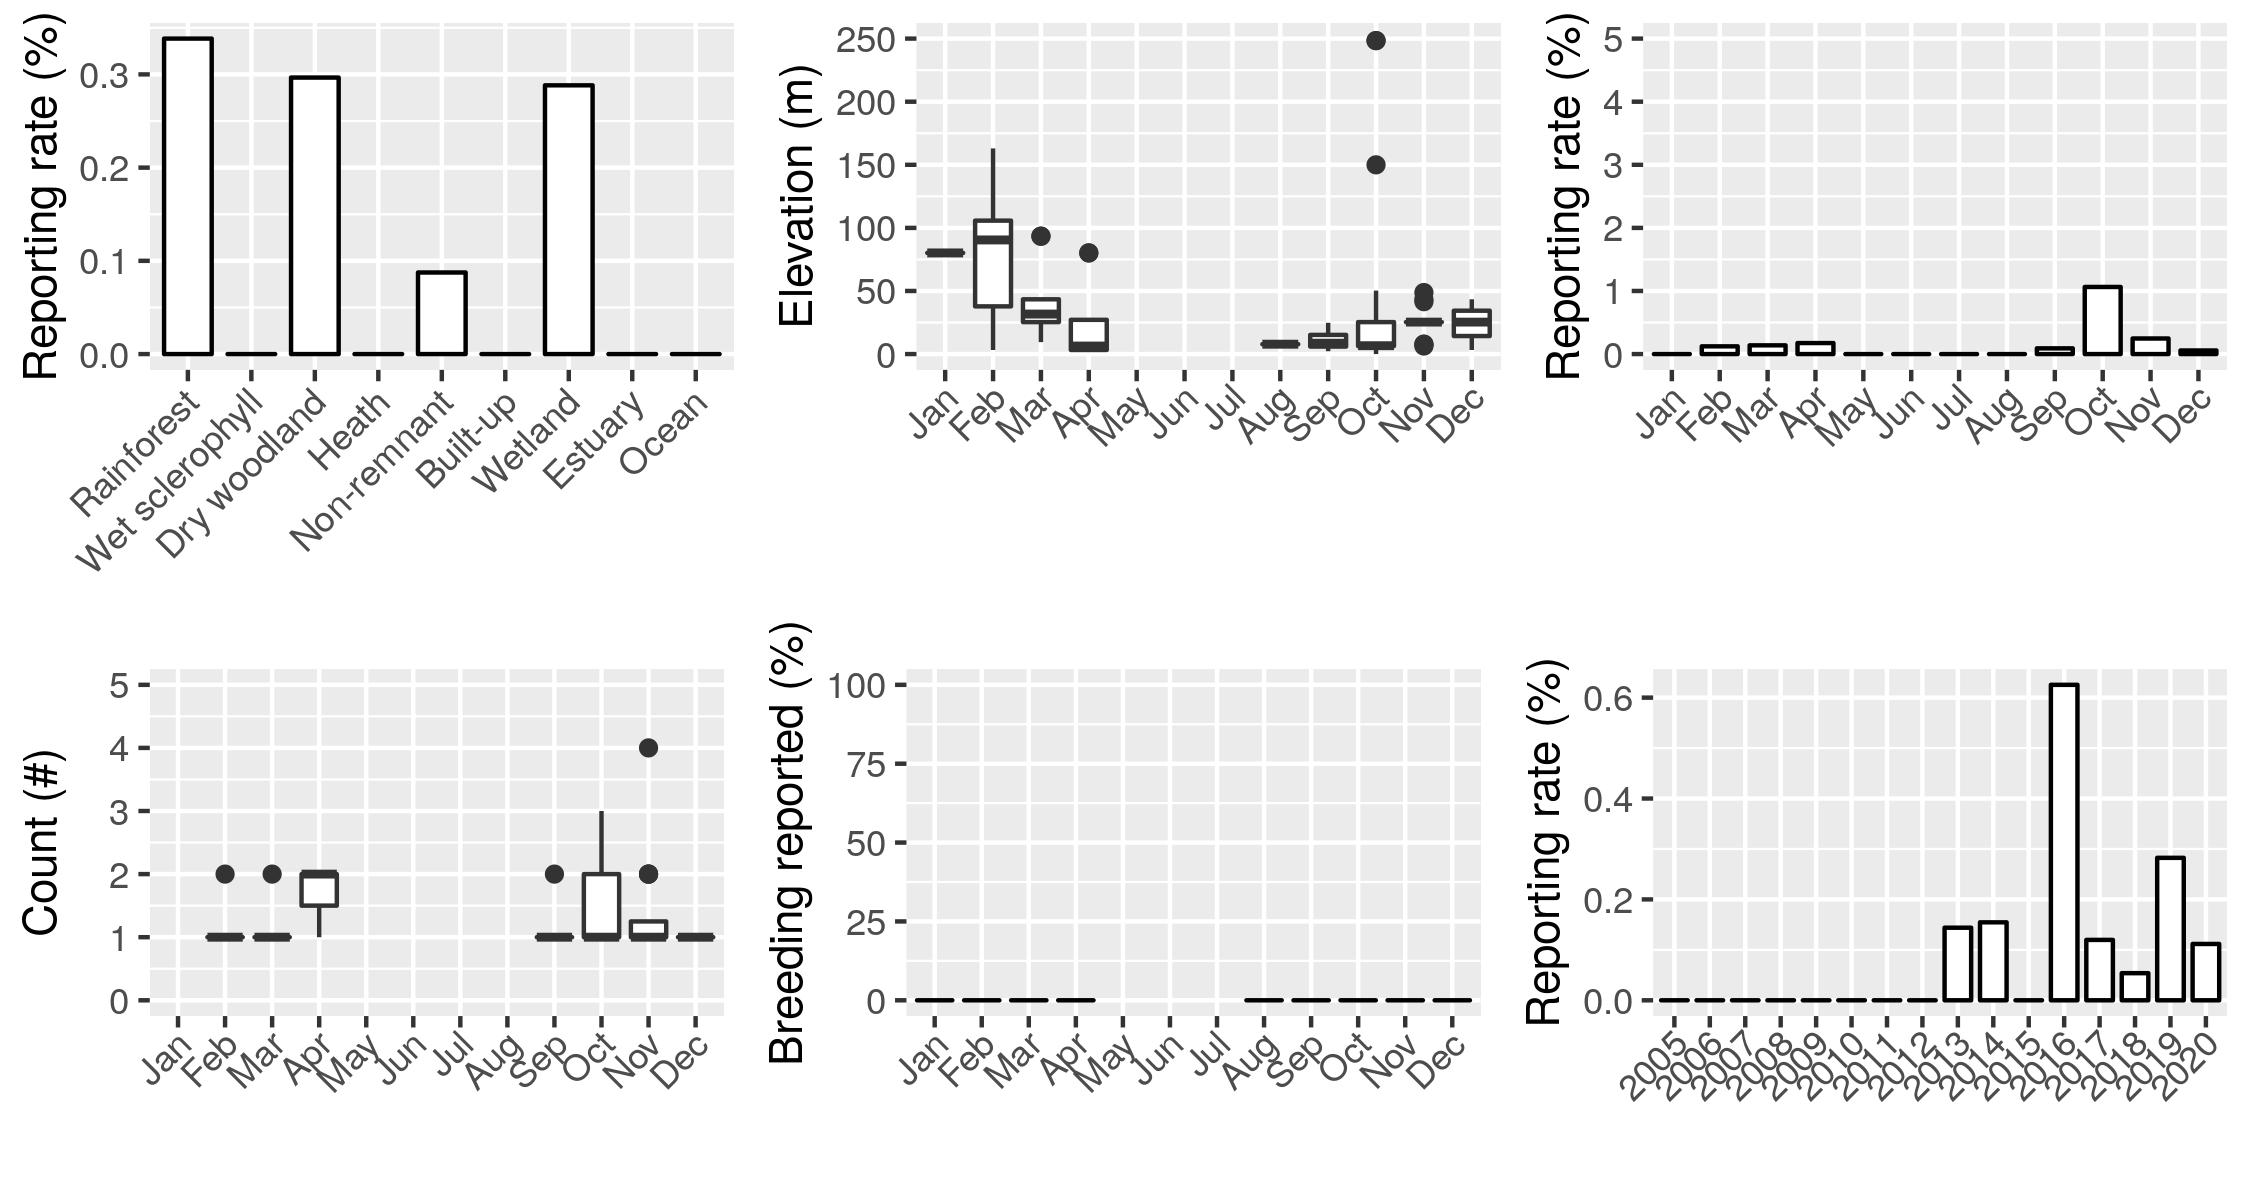 Reporting rate (%)
0.3
0.2
0.1
0.0
Rainforest
Wet sclerophyll
Dry woodland
Heath
Non-remnant
Built-up
Wetland
Estuary
Ocean
Elevation (m)
250
200
150
100
50
0
Jan
Feb
Mar
Apr
May
Jun
Jul
Aug
Sep
Oct
Nov
Dec
Reporting rate (%)
5
4
3
2
1
0
Jan
Feb
Mar
Apr
May
Jun
Jul
Aug
Sep
Oct
Nov
Dec
Count (#)
5
4
3
2
1
0
Jan
Feb
Mar
Apr
May
Jun
Jul
Aug
Sep
Oct
Nov
Dec
Breeding reported (%)
100
75
50
25
0
Jan
Feb
Mar
Apr
May
Jun
Jul
Aug
Sep
Oct
Nov
Dec
Reporting rate (%)
0.6
0.4
0.2
0.0
2005
2006
2007
2008
2009
2010
2011
2012
2013
2014
2015
2016
2017
2018
2019
2020